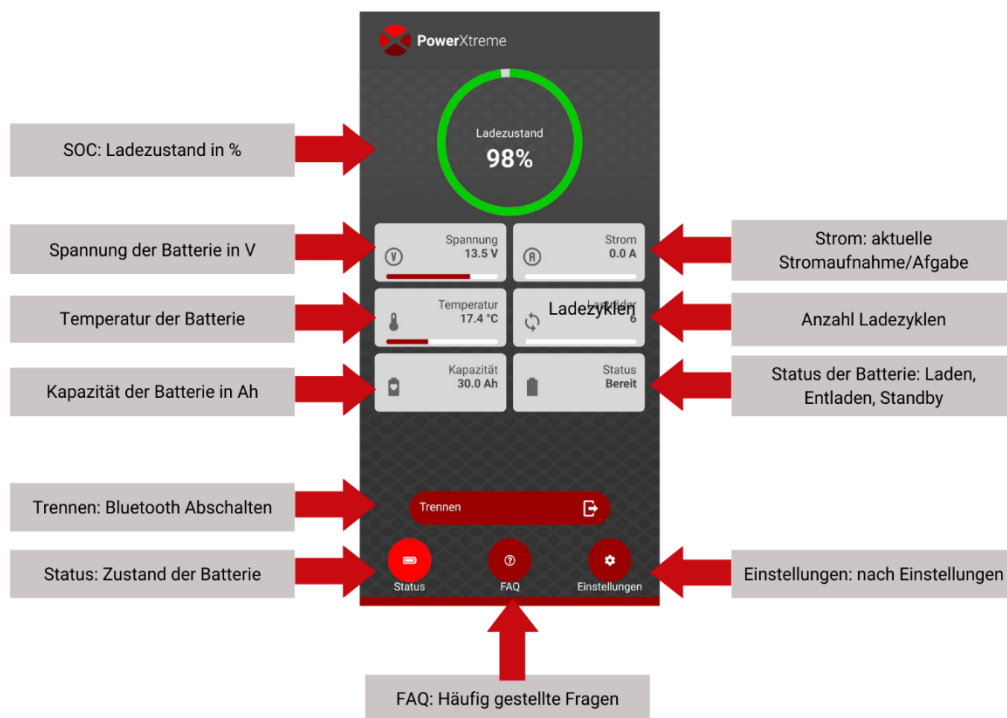 PowerXtreme
Ladezustand
98%
SOC: Ladezustand in %
Spannung der Batterie in V
Spannung
13.5 V
Strom
0.0 A
Strom: aktuelle
Stromaufnahme/Afgabe
Temperatur der Batterie
Temperatur
17.4 °C
Ladezyklen
6
Anzahl Ladezyklen
Kapazität der Batterie in Ah
Kapazität
30.0 Ah
Status
Bereit
Status der Batterie: Laden,
Entladen, Standby
Trennen: Bluetooth Abschalten
Trennen
Status: Zustand der Batterie
Status
FAQ
Einstellungen
Einstellungen: nach Einstellungen
FAQ: Häufig gestellte Fragen